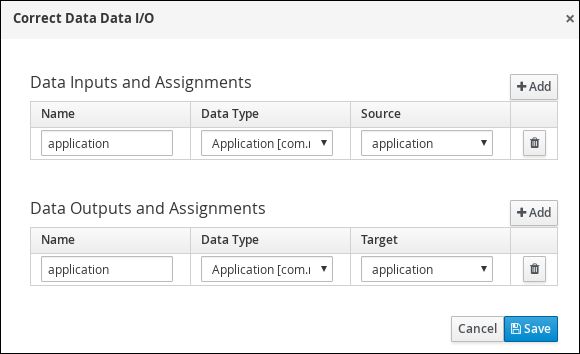 Correct Data Data I/O ×
Data Inputs and Assignments
+ Add
Name Data Type Source
application Application [com.r application
Data Outputs and Assignments
+ Add
Name Data Type Target
application Application [com.r application
Cancel Save